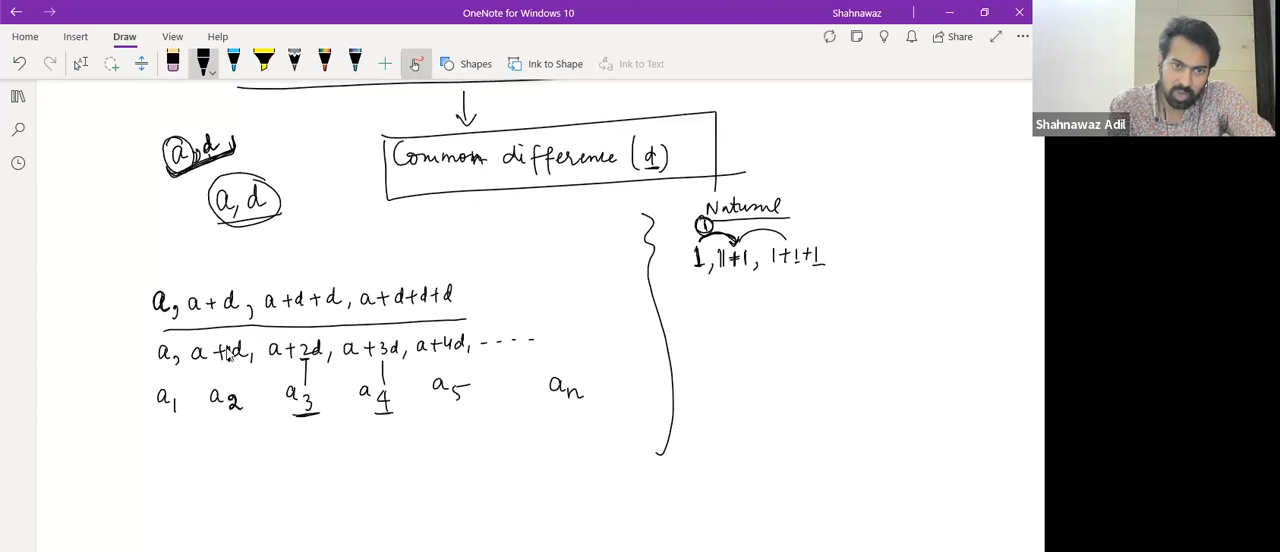 OneNote for Windows 10
Shahnawaz
Home Insert Draw View Help
Share
Shapes
Ink to Shape
Ink to Text
Shahnawaz Adil
a, d
Common difference (d)
a, d
Natural
1
1, 1+1, 1+1+1
a, a+d, a+d+d, a+d+d+d
a, a+d, a+2d, a+3d, a+4d, ----
a1 a2 a3 a4 a5 an